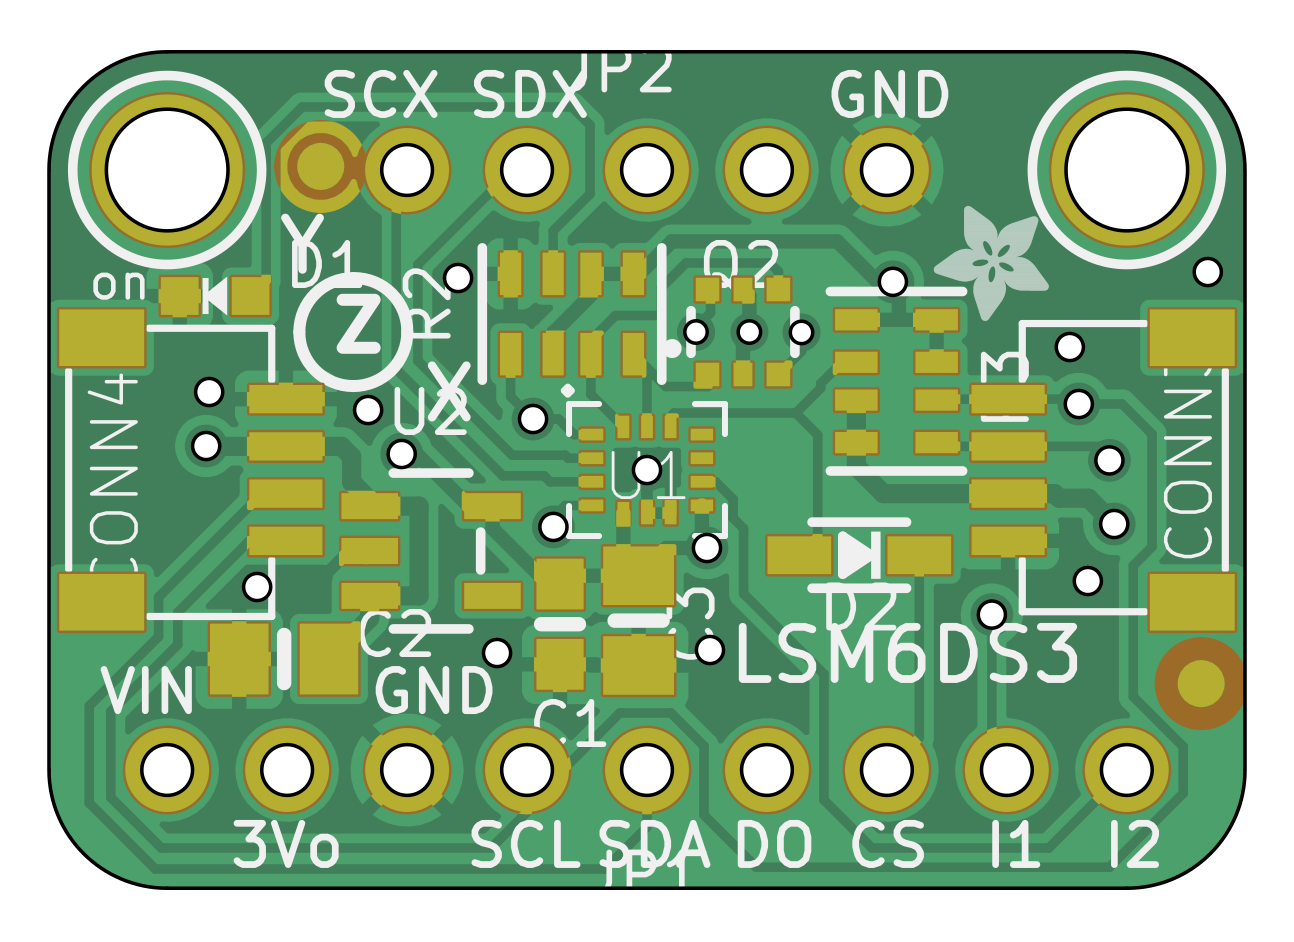 JP2
SCX SDX GND
Y
D1
Q2
on
R2
Z
X
U2
CONN4
U1
C2
C3
D2
LSM6DS3
VIN GND
C1
3Vo SCL SDA DO CS I1 I2
JP1